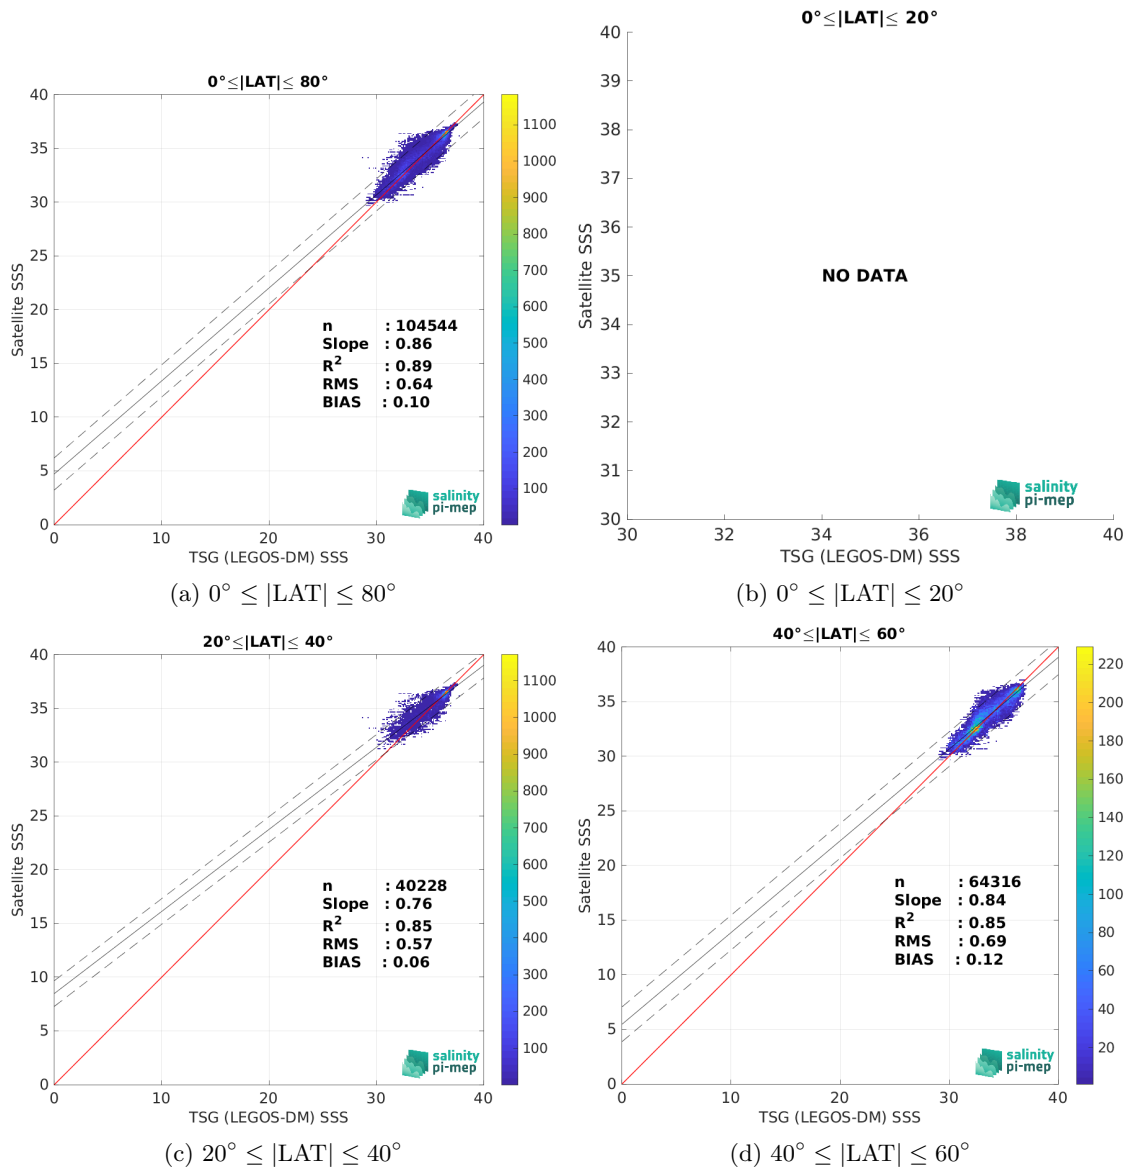 0°≤|LAT|≤ 80°
40
35
30
25
20
15
10
5
0
0
10
20
30
40
Satellite SSS
TSG (LEGOS-DM) SSS
n : 104544
Slope : 0.86
R² : 0.89
RMS : 0.64
BIAS : 0.10
salinity
pi-mep
1100
1000
900
800
700
600
500
400
300
200
100
(a) 0° ≤ |LAT| ≤ 80°
0°≤|LAT|≤ 20°
40
39
38
37
36
35
34
33
32
31
30
30
32
34
36
38
40
Satellite SSS
TSG (LEGOS-DM) SSS
NO DATA
salinity
pi-mep
(b) 0° ≤ |LAT| ≤ 20°
20°≤|LAT|≤ 40°
40
35
30
25
20
15
10
5
0
0
10
20
30
40
Satellite SSS
TSG (LEGOS-DM) SSS
n : 40228
Slope : 0.76
R² : 0.85
RMS : 0.57
BIAS : 0.06
salinity
pi-mep
1100
1000
900
800
700
600
500
400
300
200
100
(c) 20° ≤ |LAT| ≤ 40°
40°≤|LAT|≤ 60°
40
35
30
25
20
15
10
5
0
0
10
20
30
40
Satellite SSS
TSG (LEGOS-DM) SSS
n : 64316
Slope : 0.84
R² : 0.85
RMS : 0.69
BIAS : 0.12
salinity
pi-mep
220
200
180
160
140
120
100
80
60
40
20
(d) 40° ≤ |LAT| ≤ 60°